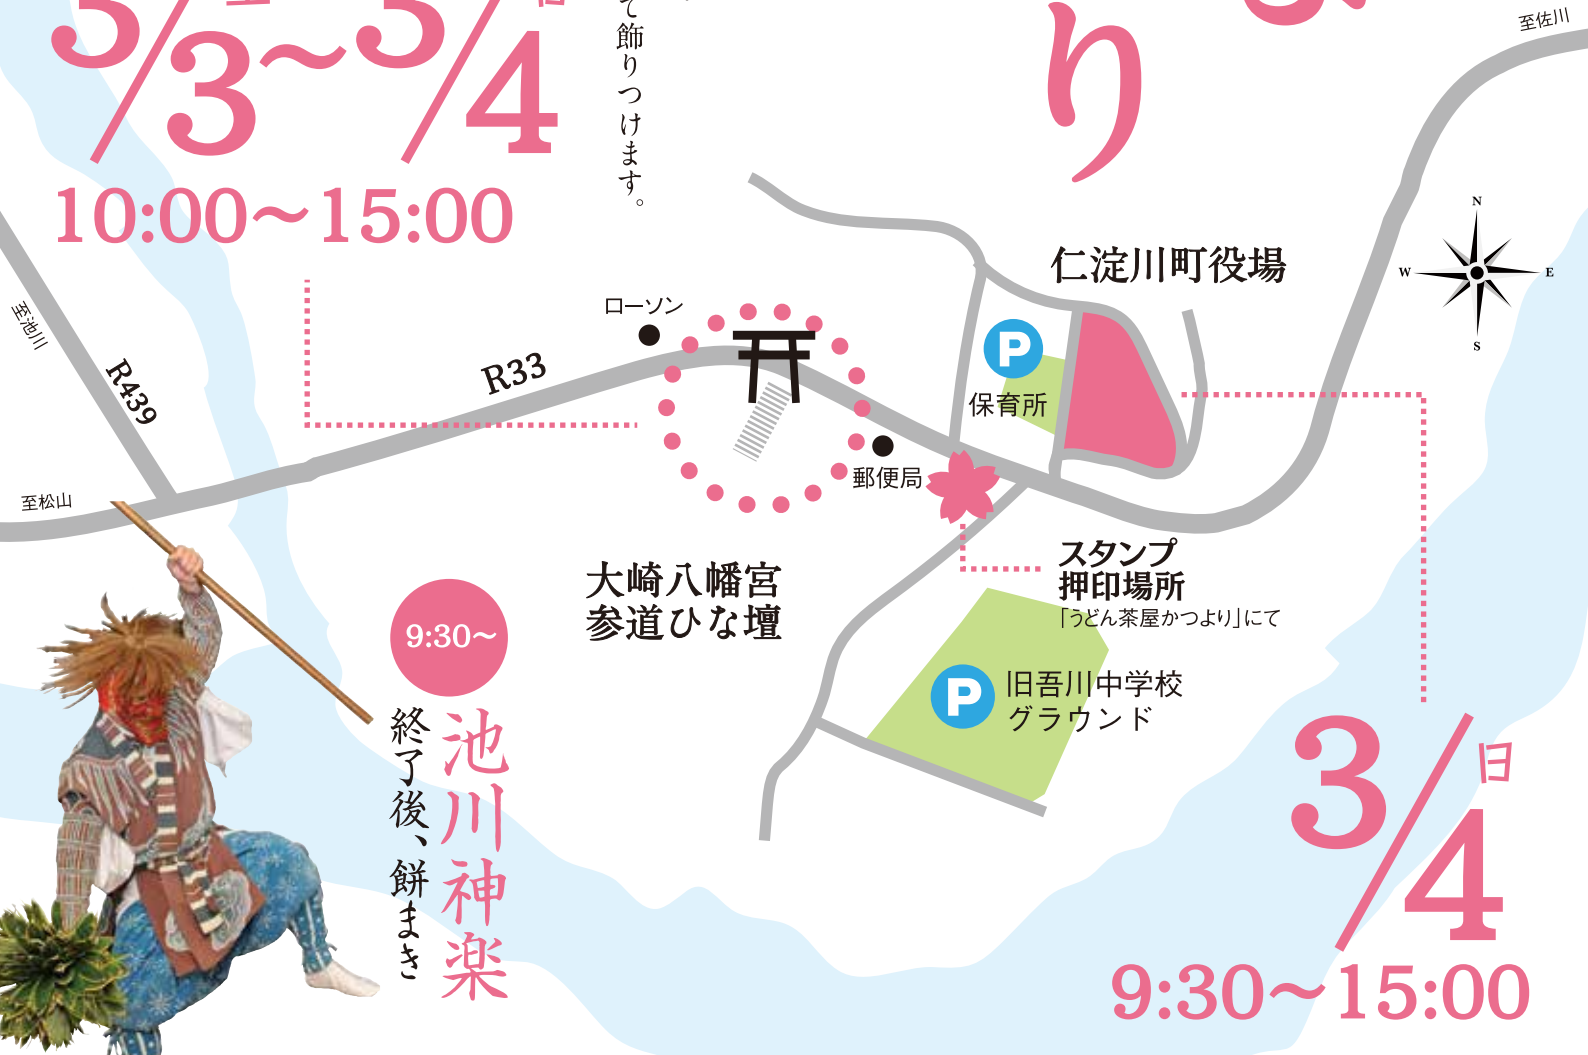 3/3～3/4
10:00～15:00
て飾りつけます。
り
至佐川
N
W
E
S
仁淀川町役場
ローソン
P
保育所
至池川
R439
R33
郵便局
至松山
スタンプ
押印場所
「うどん茶屋かつより」にて
大崎八幡宮
参道ひな壇
9:30～
池川神楽
終了後、餅まき
P
旧吾川中学校
グラウンド
3/4
日
9:30～15:00